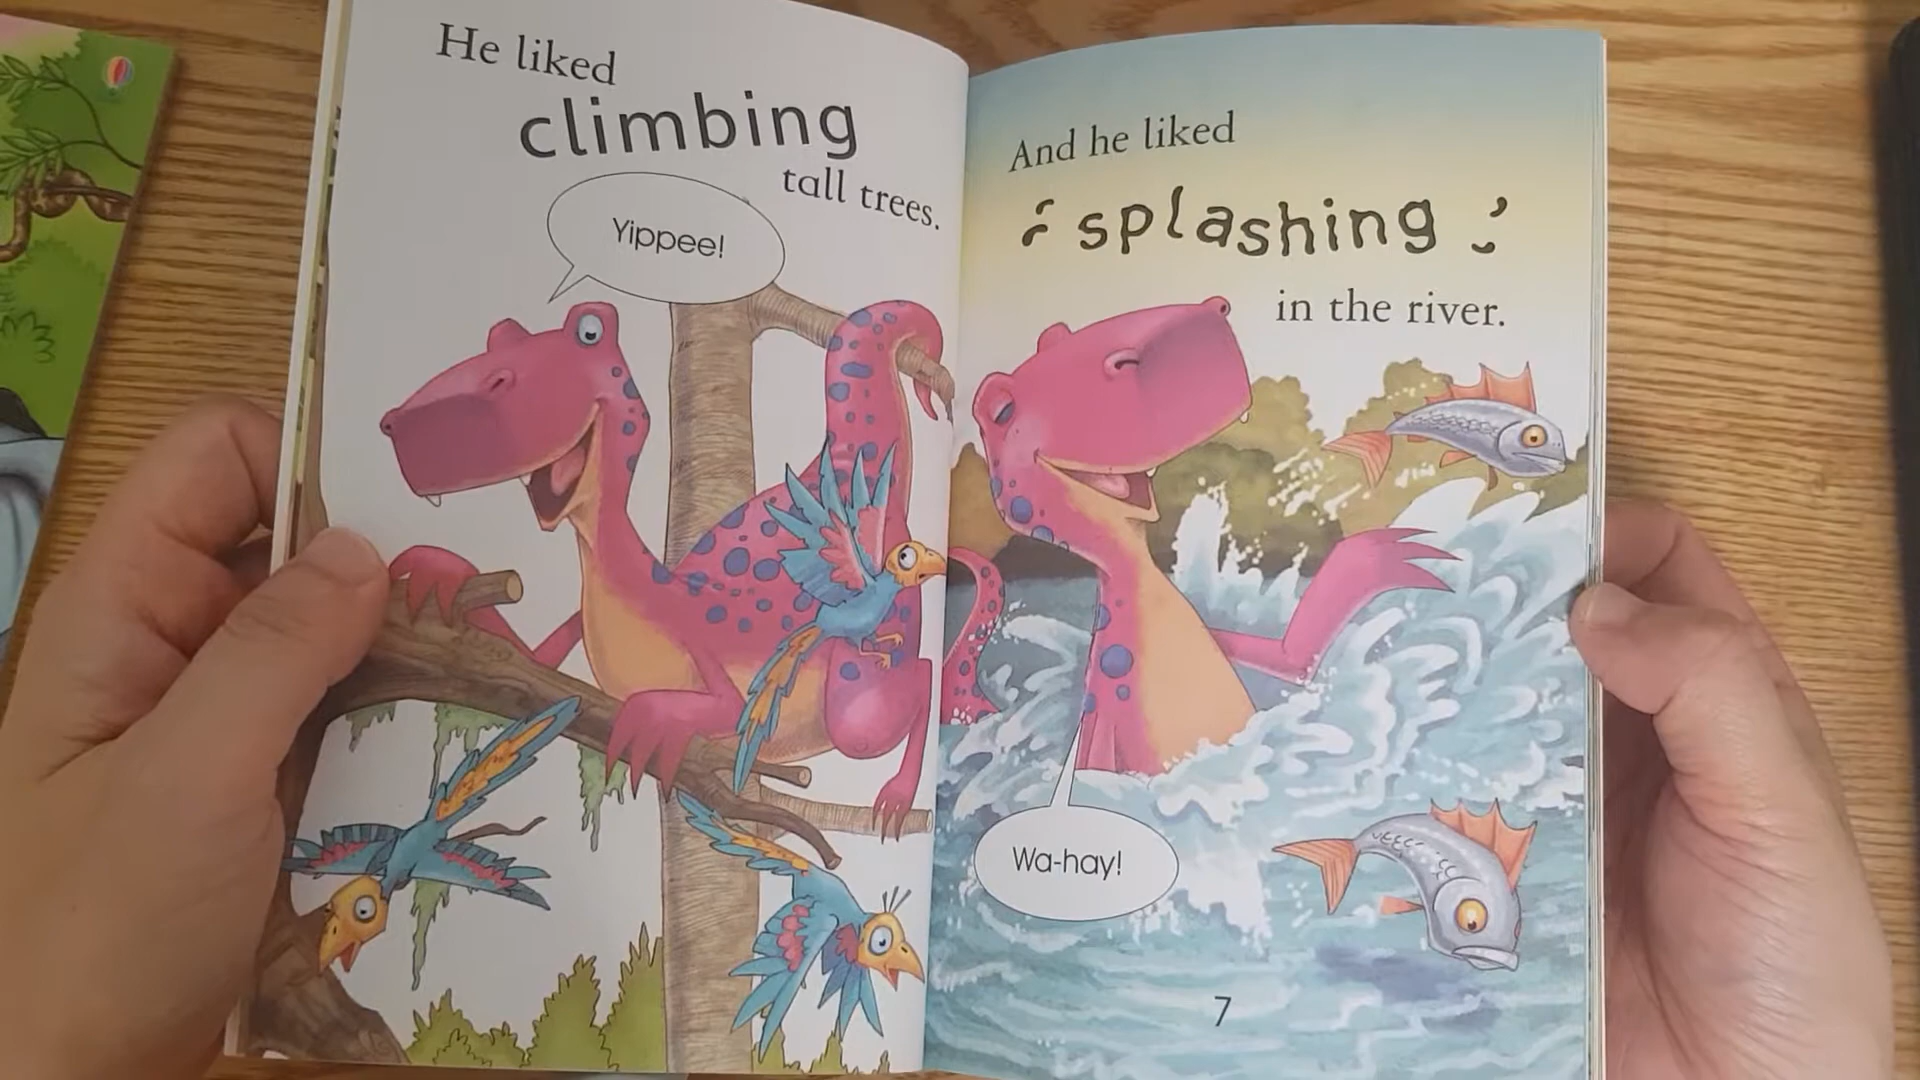 He liked
climbing
tall trees.
Yippee!
And he liked
splashing
in the river.
Wa-hay!
7